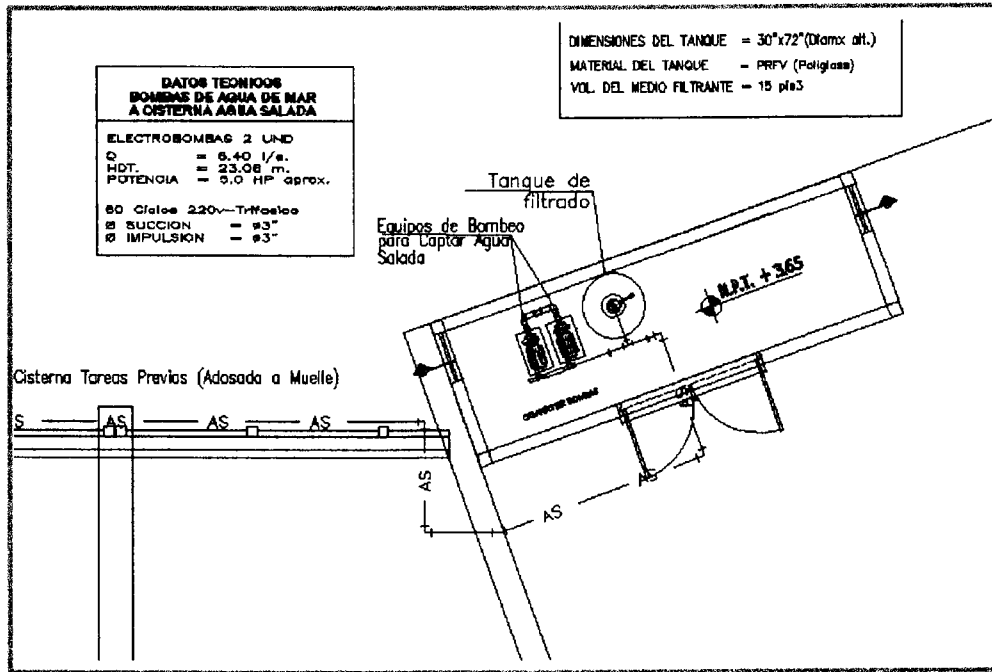 DIMENSIONES DEL TANQUE = 30"x72"(Diamx alt.)
MATERIAL DEL TANQUE = PRFV (Poliglass)
VOL. DEL MEDIO FILTRANTE = 15 pie3
DATOS TECNICOS
BOMBAS DE AGUA DE MAR
A CISTERNA AGUA SALADA
ELECTROBOMBAS 2 UND
Q = 6.40 l/s.
HDT. = 23.08 m.
POTENCIA = 5.0 HP aprox.
60 Ciclos 220v-Trifasico
Ø SUCCION = ø3"
Ø IMPULSION = ø3"
Tanque de
filtrado
Equipos de Bombeo
para Captar Agua
Salada
N.P.T. + 3.65
Cisterna Tareas Previas (Adosada a Muelle)
S AS AS AS
AS
AS
AS
BOMBAS